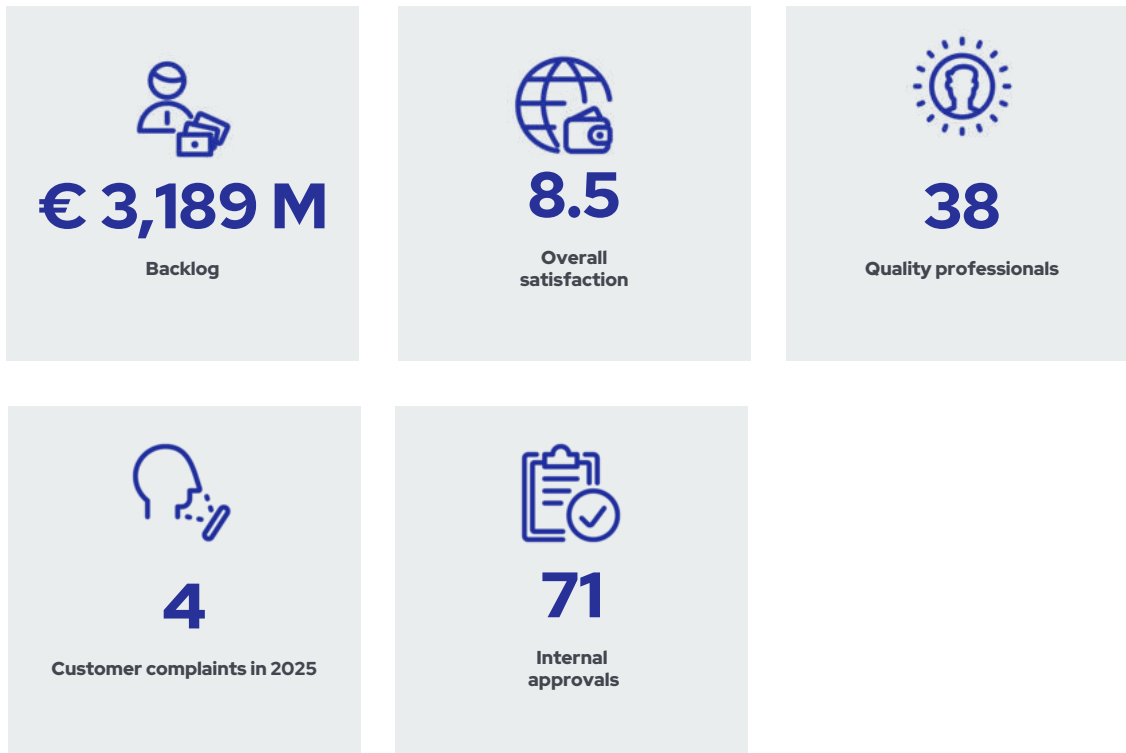 € 3,189 M
Backlog
8.5
Overall
satisfaction
38
Quality professionals
4
Customer complaints in 2025
71
Internal
approvals